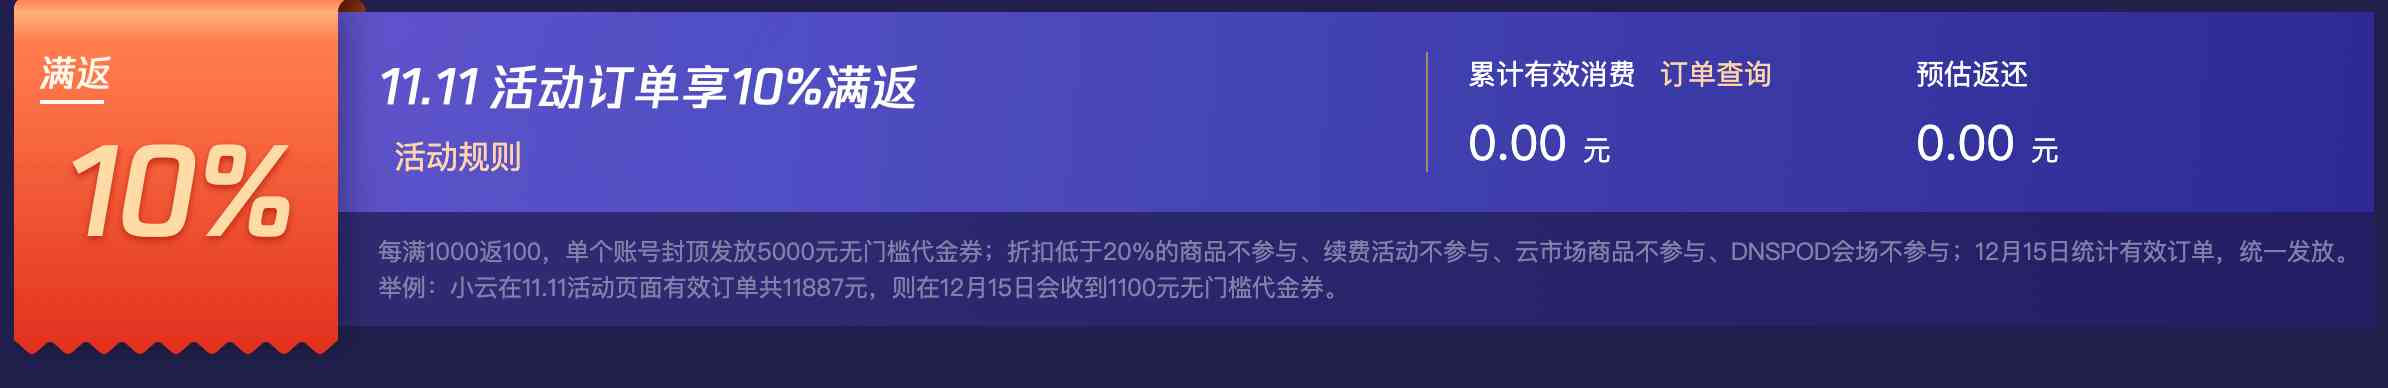 满返
10%
11.11 活动订单享10%满返
活动规则
累计有效消费 订单查询
0.00 元
预估返还
0.00 元
每满1000返100，单个账号封顶发放5000元无门槛代金券；折扣低于20%的商品不参与、续费活动不参与、云市场商品不参与、DNSPOD会场不参与；12月15日统计有效订单，统一发放。
举例：小云在11.11活动页面有效订单共11887元，则在12月15日会收到1100元无门槛代金券。